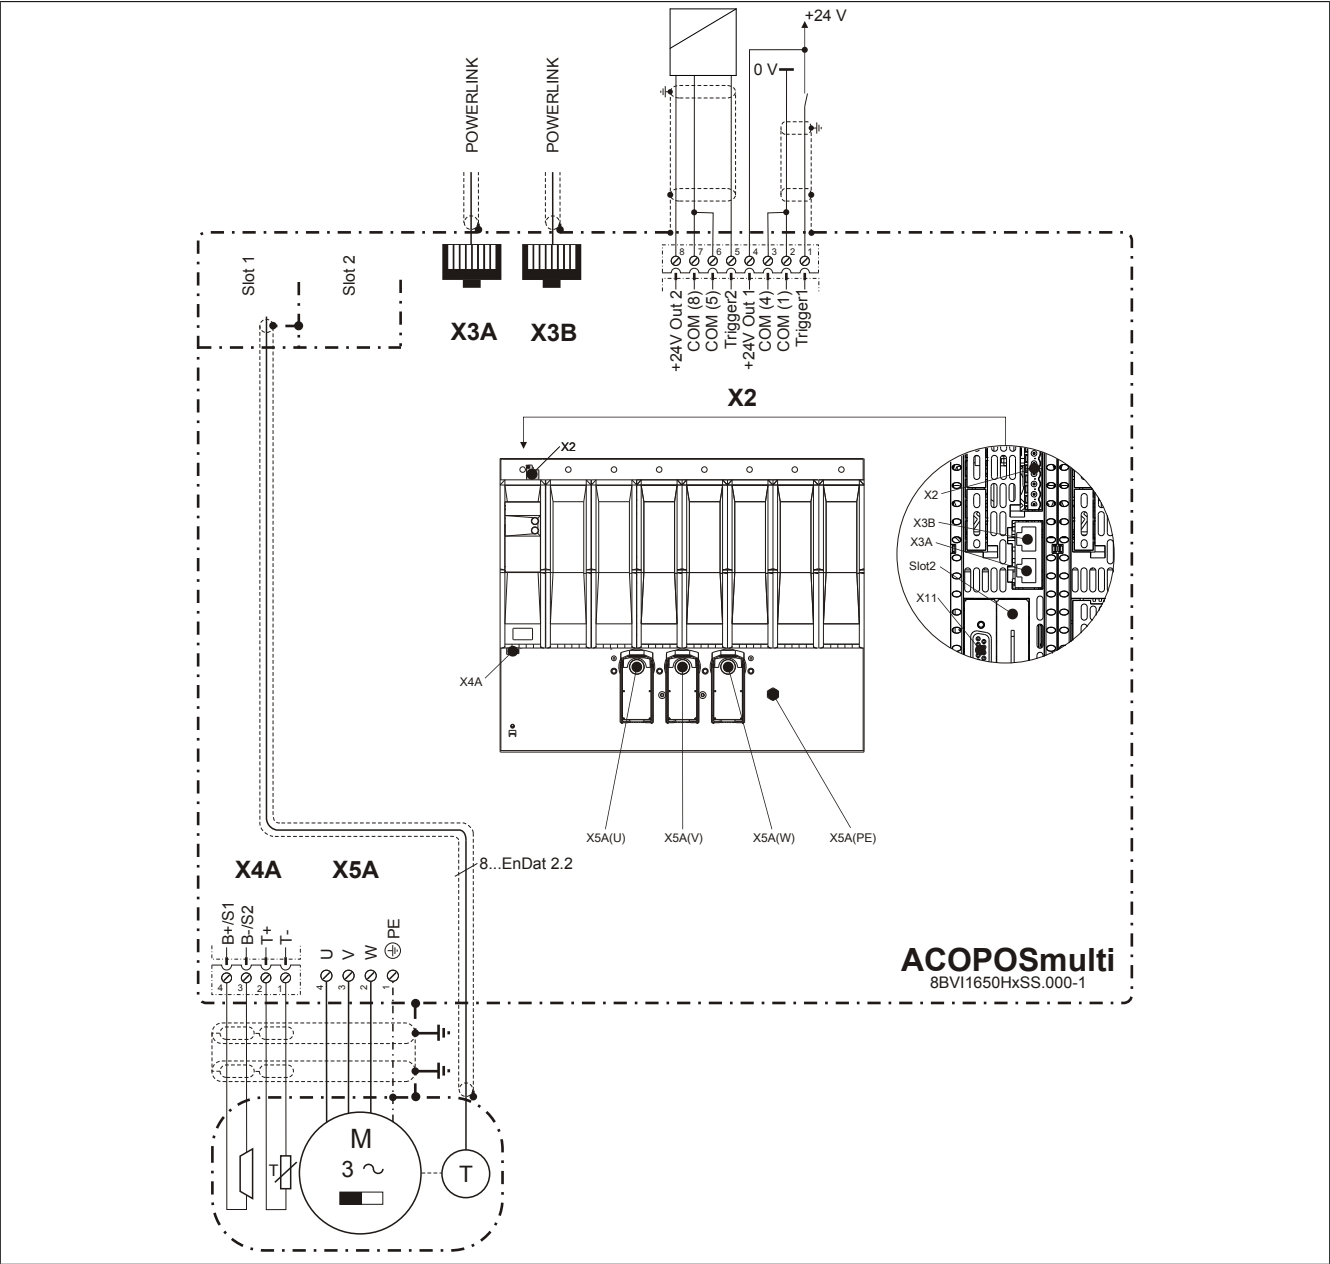 +24 V
0 V
POWERLINK
POWERLINK
Slot 1
Slot 2
X3A
X3B
8 7 6 5 4 3 2 1
+24V Out 2
COM (8)
COM (5)
Trigger2
+24V Out 1
COM (4)
COM (1)
Trigger1
X2
X2
X2
X3B
X3A
Slot2
X11
X4A
X5A(U)
X5A(V)
X5A(W)
X5A(PE)
8...EnDat 2.2
X4A
X5A
B+/S1
B-/S2
T+
T-
U
V
W
PE
4 3 2 1
4 3 2 1
ACOPOSmulti
8BVI1650HxSS.000-1
T
M
3 ~
T